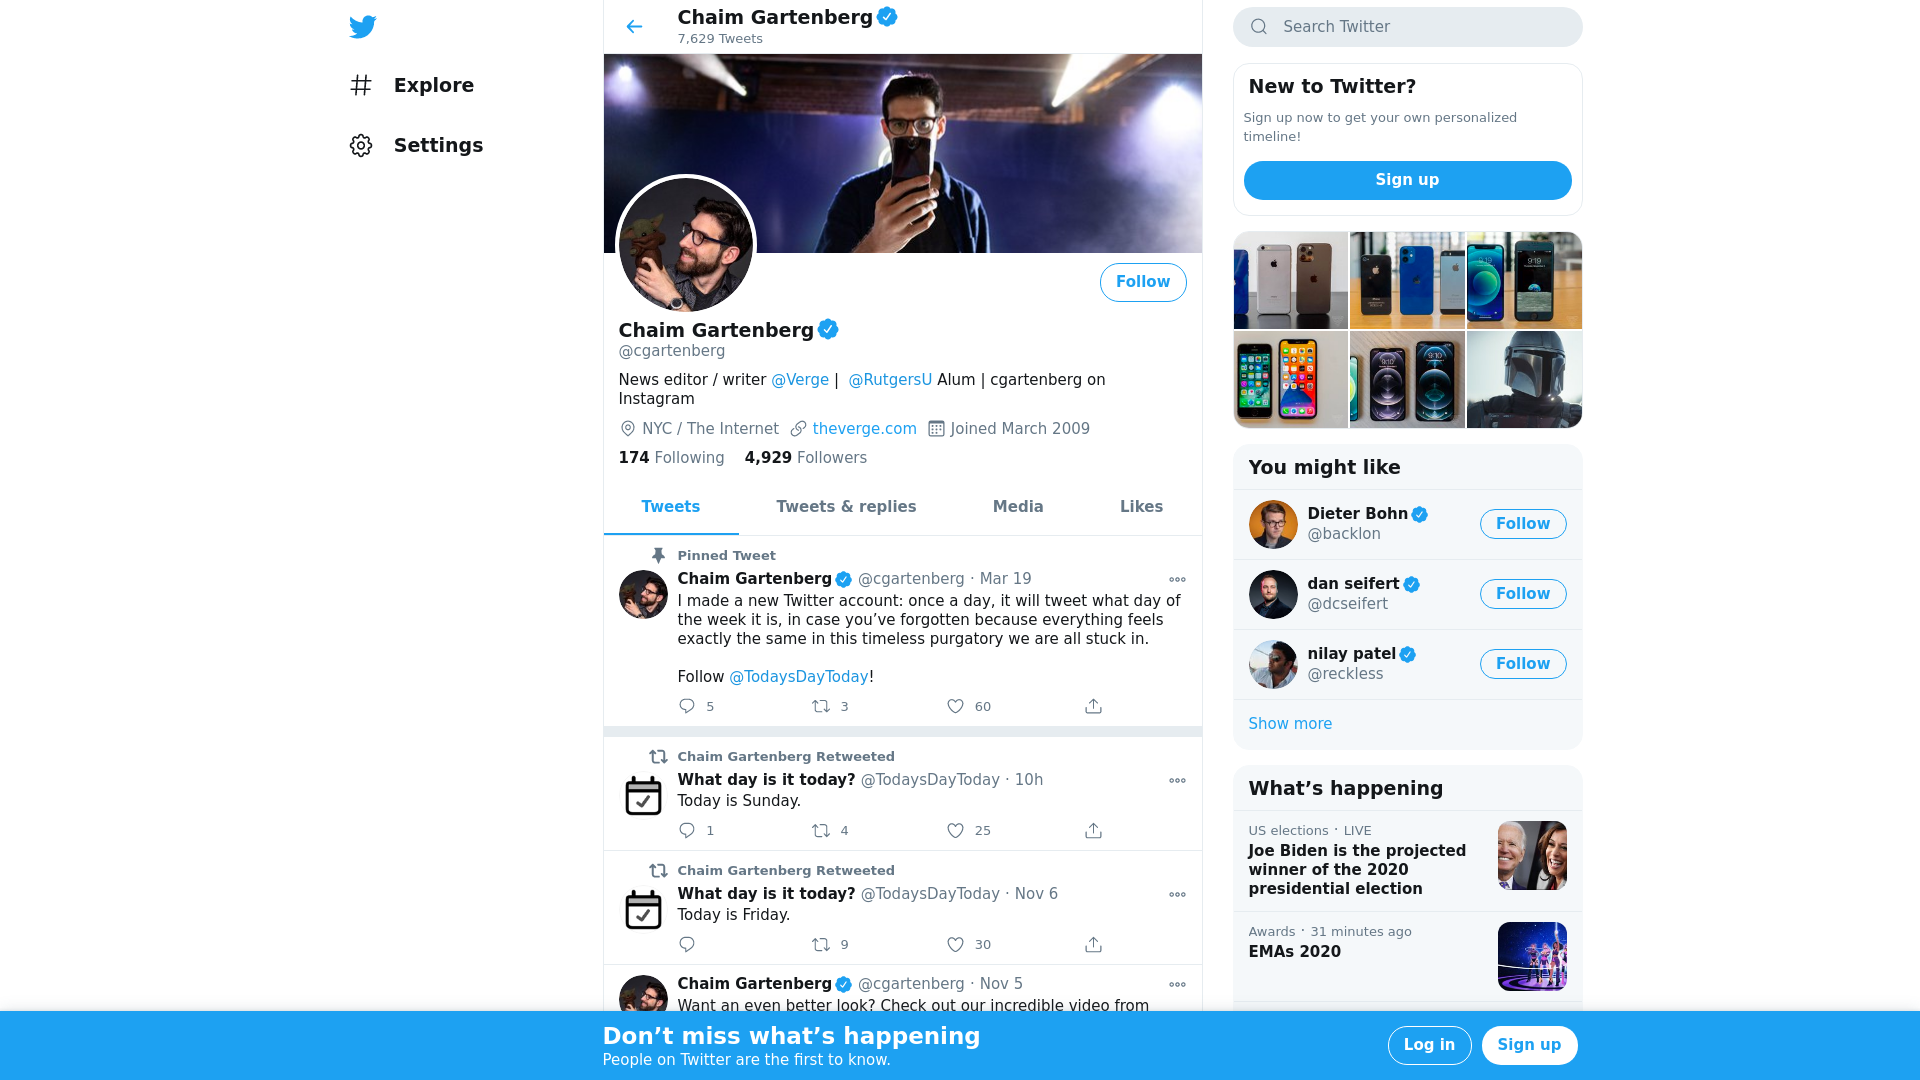 Explore
Settings
Chaim Gartenberg
7,629 Tweets
Follow
Chaim Gartenberg
@cgartenberg
News editor / writer @Verge | @RutgersU Alum | cgartenberg on
Instagram
NYC / The Internet theverge.com Joined March 2009
174 Following 4,929 Followers
Tweets Tweets & replies Media Likes
Pinned Tweet
Chaim Gartenberg @cgartenberg · Mar 19
I made a new Twitter account: once a day, it will tweet what day of
the week it is, in case you’ve forgotten because everything feels
exactly the same in this timeless purgatory we are all stuck in.
Follow @TodaysDayToday!
5 3 60
Chaim Gartenberg Retweeted
What day is it today? @TodaysDayToday · 10h
Today is Sunday.
1 4 25
Chaim Gartenberg Retweeted
What day is it today? @TodaysDayToday · Nov 6
Today is Friday.
9 30
Chaim Gartenberg @cgartenberg · Nov 5
Want an even better look? Check out our incredible video from
Search Twitter
New to Twitter?
Sign up now to get your own personalized
timeline!
Sign up
9:19
9:19
9:10
9:10
You might like
Dieter Bohn
@backlon
Follow
dan seifert
@dcseifert
Follow
nilay patel
@reckless
Follow
Show more
What’s happening
US elections · LIVE
Joe Biden is the projected
winner of the 2020
presidential election
Awards · 31 minutes ago
EMAs 2020
Don’t miss what’s happening
People on Twitter are the first to know.
Log in
Sign up